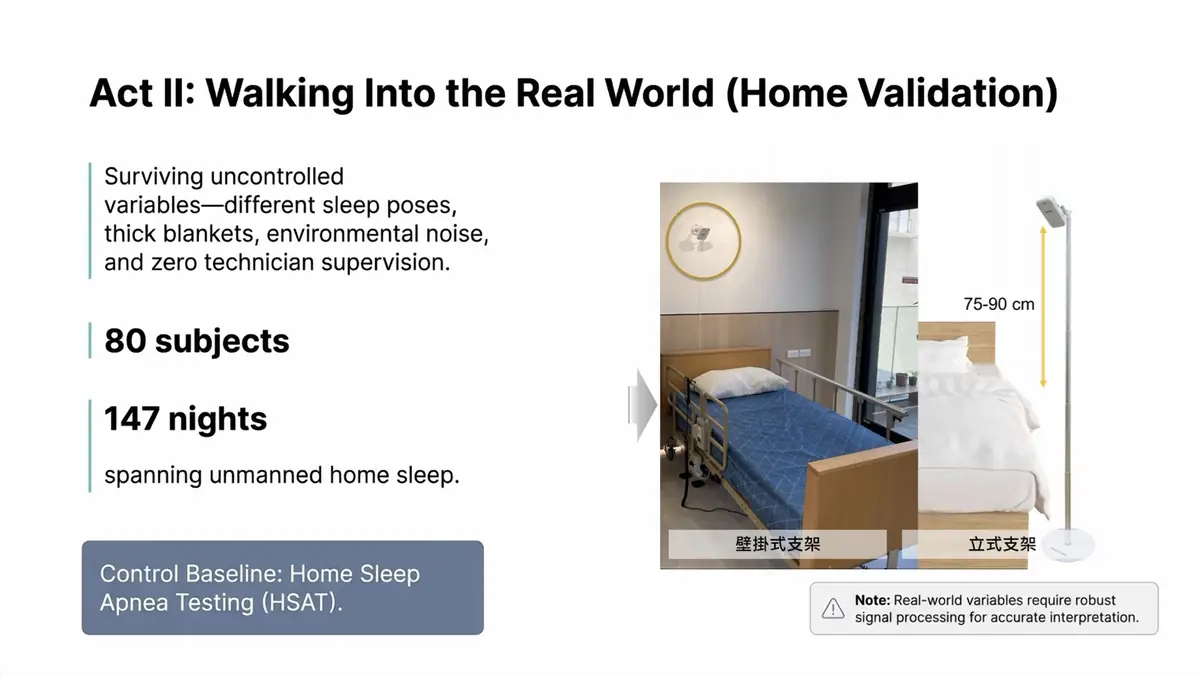 Act II: Walking Into the Real World (Home Validation)
Surviving uncontrolled
variables—different sleep poses,
thick blankets, environmental noise,
and zero technician supervision.
80 subjects
147 nights
spanning unmanned home sleep.
Control Baseline: Home Sleep
Apnea Testing (HSAT).
75-90 cm
壁掛式支架
立式支架
Note: Real-world variables require robust
signal processing for accurate interpretation.